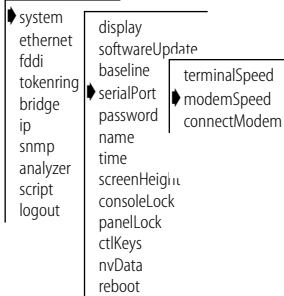 system
ethernet
fddi
tokenring
bridge
ip
snmp
analyzer
script
logout
display
softwareUpdate
baseline
serialPort
password
name
time
screenHeight
consoleLock
panelLock
ctlKeys
nvData
reboot
terminalSpeed
modemSpeed
connectModem